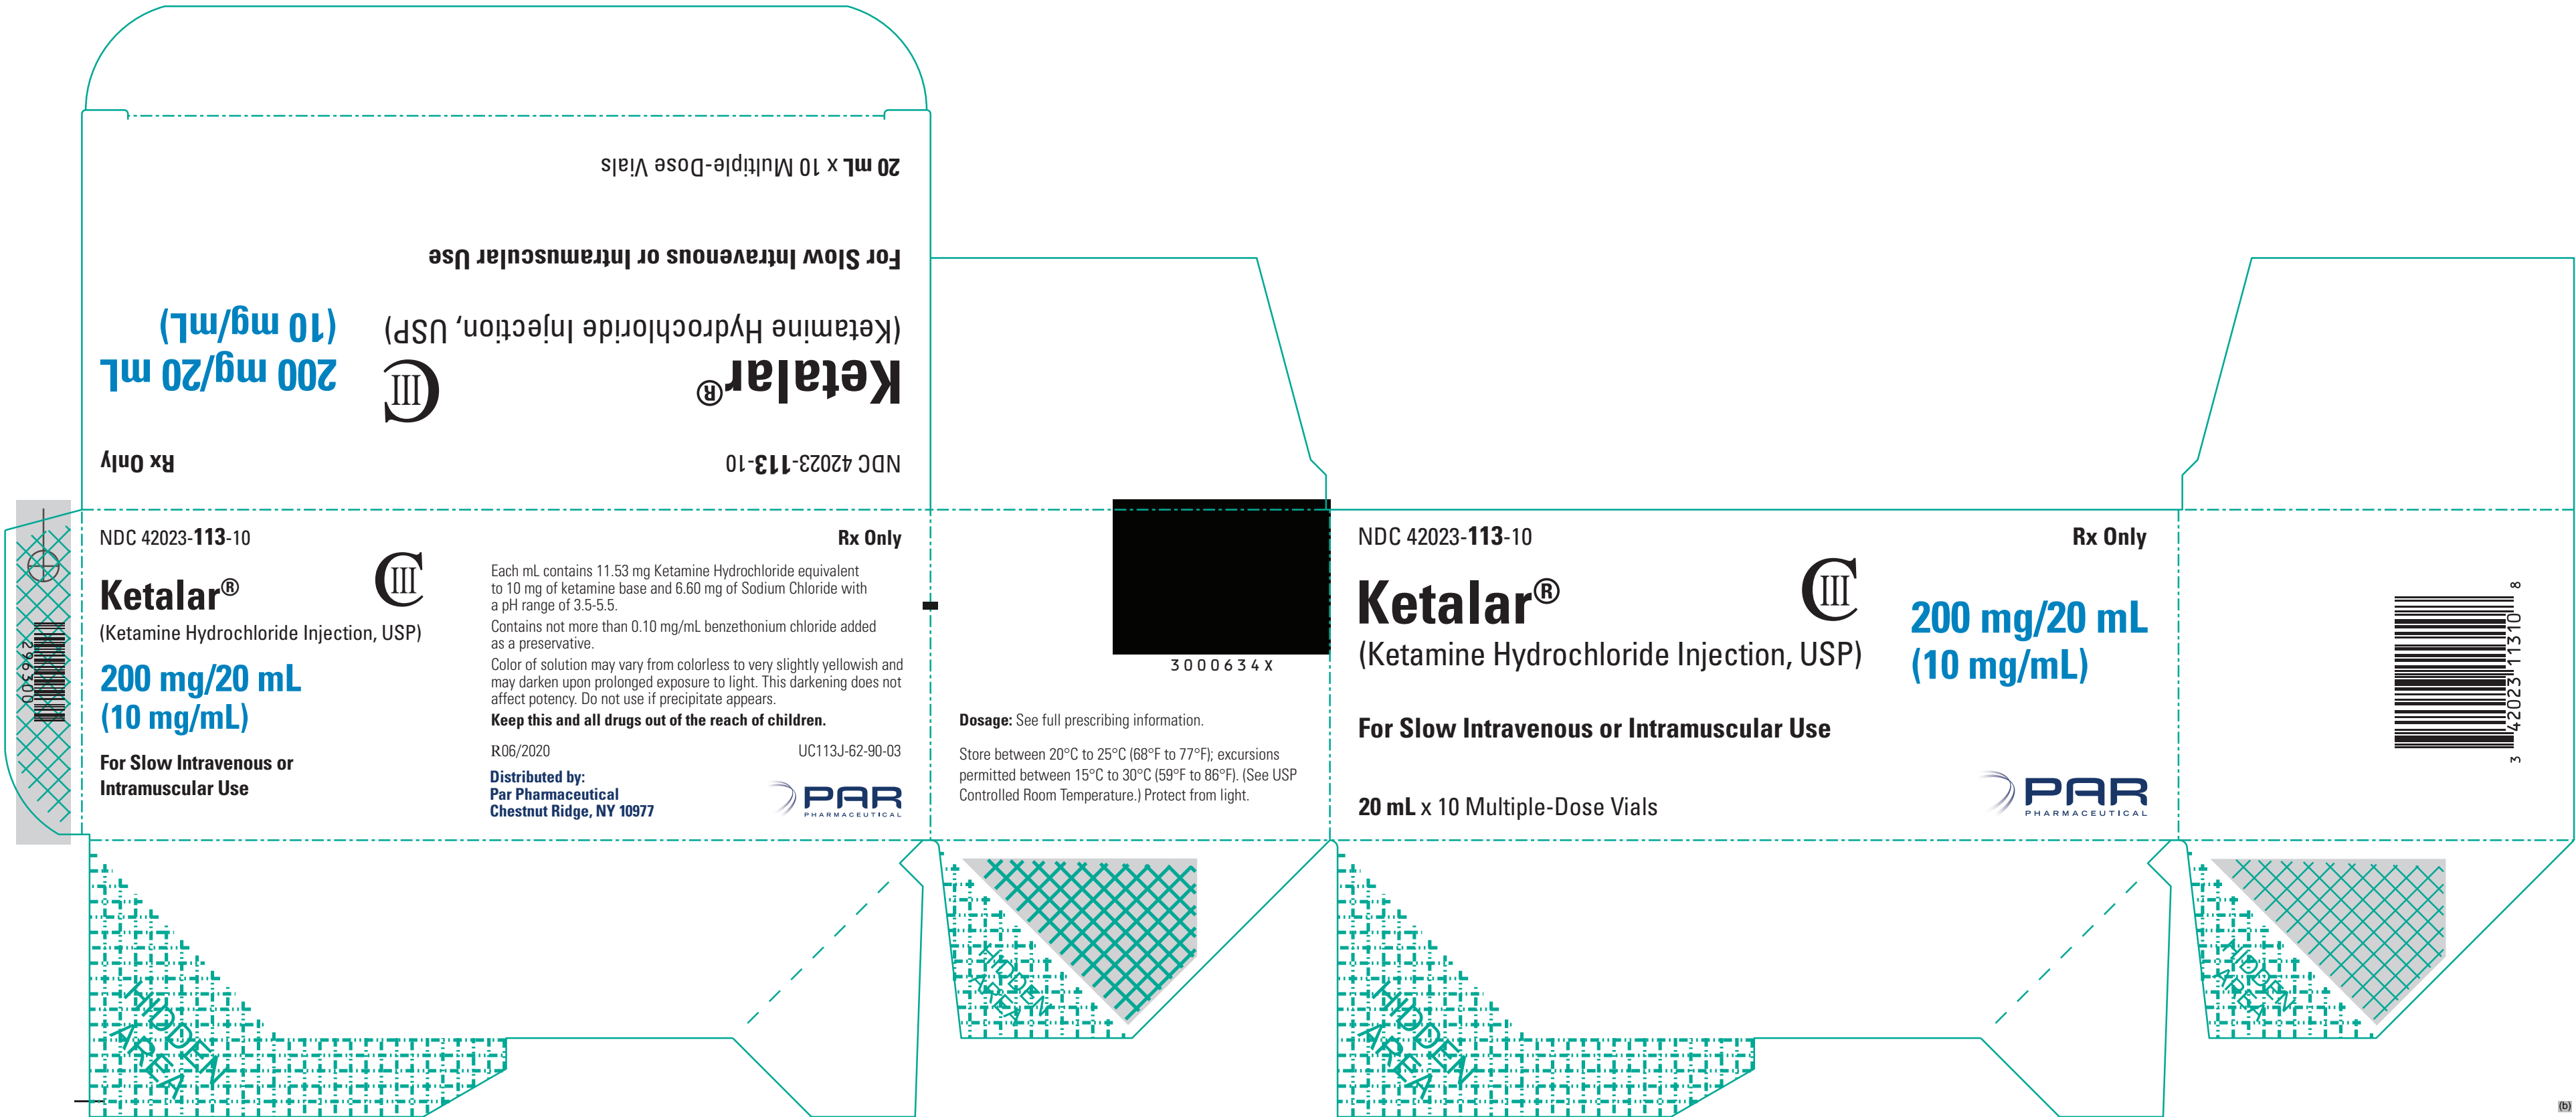 20 mL x 10 Multiple-Dose Vials
For Slow Intravenous or Intramuscular Use
(Ketamine Hydrochloride Injection, USP)
(10 mg/mL)
Ketalar®
CIII
200 mg/20 mL
NDC 42023-113-10
Rx Only
NDC 42023-113-10
Ketalar®
CIII
(Ketamine Hydrochloride Injection, USP)
200 mg/20 mL
(10 mg/mL)
For Slow Intravenous or
Intramuscular Use
296300
Rx Only
Each mL contains 11.53 mg Ketamine Hydrochloride equivalent
to 10 mg of ketamine base and 6.60 mg of Sodium Chloride with
a pH range of 3.5-5.5.
Contains not more than 0.10 mg/mL benzethonium chloride added
as a preservative.
Color of solution may vary from colorless to very slightly yellowish and
may darken upon prolonged exposure to light. This darkening does not
affect potency. Do not use if precipitate appears.
Keep this and all drugs out of the reach of children.
R06/2020 UC113J-62-90-03
Distributed by:
Par Pharmaceutical
Chestnut Ridge, NY 10977
PAR
PHARMACEUTICAL
3000634X
Dosage: See full prescribing information.
Store between 20°C to 25°C (68°F to 77°F); excursions
permitted between 15°C to 30°C (59°F to 86°F). (See USP
Controlled Room Temperature.) Protect from light.
NDC 42023-113-10
Rx Only
Ketalar®
CIII
(Ketamine Hydrochloride Injection, USP)
200 mg/20 mL
(10 mg/mL)
For Slow Intravenous or Intramuscular Use
20 mL x 10 Multiple-Dose Vials
PAR
PHARMACEUTICAL
3 42023 11310 8
HIDDEN
AREA
HIDDEN
AREA
HIDDEN
AREA
HIDDEN
AREA
(b)